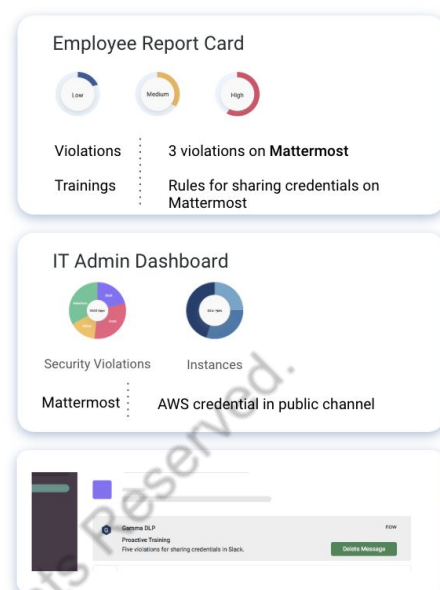 Employee Report Card
Low
Medium
High
Violations
3 violations on Mattermost
Trainings
Rules for sharing credentials on
Mattermost
IT Admin Dashboard
Security Violations
Instances
Mattermost
AWS credential in public channel
Gamma DLP
now
Proactive Training
Five violations for sharing credentials in Slack.
Delete Message
ts Reserved.